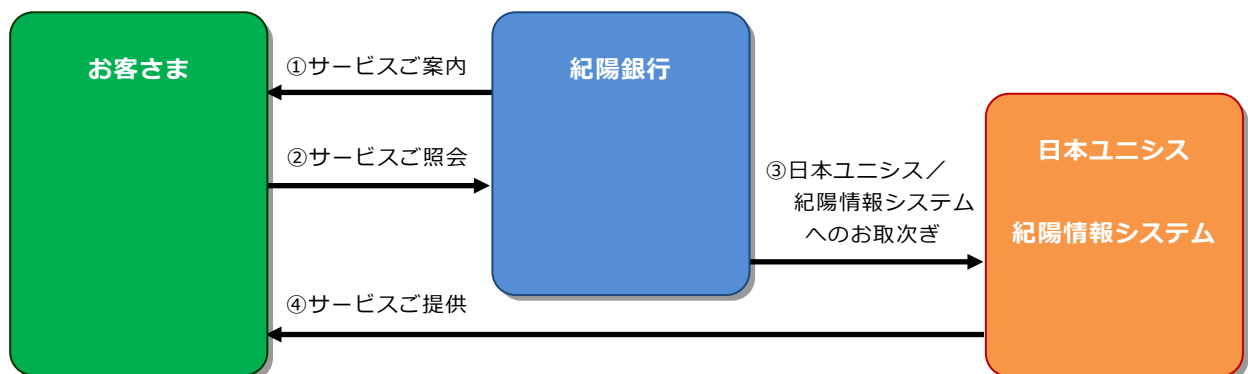 お客さま
①サービスご案内
紀陽銀行
②サービスご照会
③日本ユニシス／
紀陽情報システム
へのお取次ぎ
日本ユニシス
紀陽情報システム
④サービスご提供